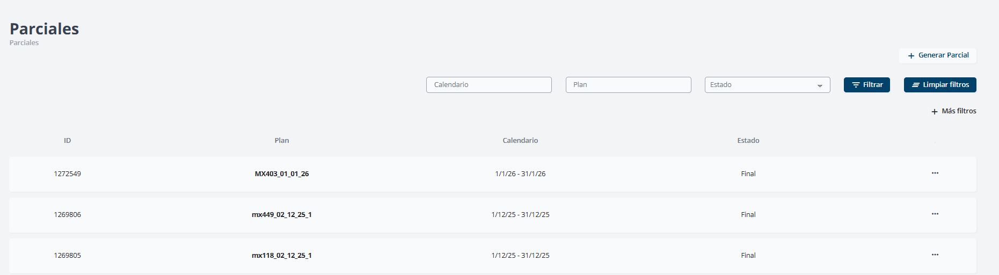 Parciales
Parciales
+ Generar Parcial
Calendario Plan Estado Filtrar Limpiar filtros
+ Más filtros
ID Plan Calendario Estado
1272549 MX403_01_01_26 1/1/26 - 31/1/26 Final ...
1269806 mx449_02_12_25_1 1/12/25 - 31/12/25 Final ...
1269805 mx118_02_12_25_1 1/12/25 - 31/12/25 Final ...